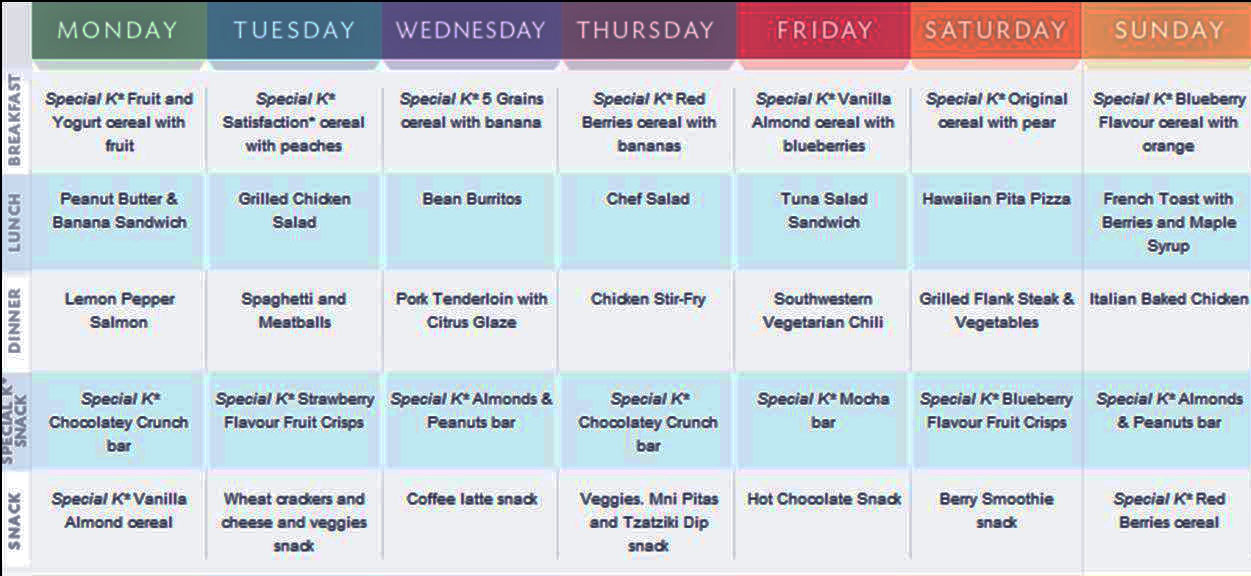 MONDAY TUESDAY WEDNESDAY THURSDAY FRIDAY SATURDAY SUNDAY
BREAKFAST
Special K* Fruit and
Yogurt cereal with
fruit
Special K*
Satisfaction* cereal
with peaches
Special K* 5 Grains
cereal with banana
Special K* Red
Berries cereal with
bananas
Special K* Vanilla
Almond cereal with
blueberries
Special K* Original
cereal with pear
Special K* Blueberry
Flavour cereal with
orange
LUNCH
Peanut Butter &
Banana Sandwich
Grilled Chicken
Salad
Bean Burritos
Chef Salad
Tuna Salad
Sandwich
Hawaiian Pita Pizza
French Toast with
Berries and Maple
Syrup
DINNER
Lemon Pepper
Salmon
Spaghetti and
Meatballs
Pork Tenderloin with
Citrus Glaze
Chicken Stir-Fry
Southwestern
Vegetarian Chili
Grilled Flank Steak &
Vegetables
Italian Baked Chicken
SPECIAL K*
SNACK
Special K*
Chocolatey Crunch
bar
Special K* Strawberry
Flavour Fruit Crisps
Special K* Almonds &
Peanuts bar
Special K*
Chocolatey Crunch
bar
Special K* Mocha
bar
Special K* Blueberry
Flavour Fruit Crisps
Special K* Almonds
& Peanuts bar
SNACK
Special K* Vanilla
Almond cereal
Wheat crackers and
cheese and veggies
snack
Coffee latte snack
Veggies. Mni Pitas
and Tzatziki Dip
snack
Hot Chocolate Snack
Berry Smoothie
snack
Special K* Red
Berries cereal